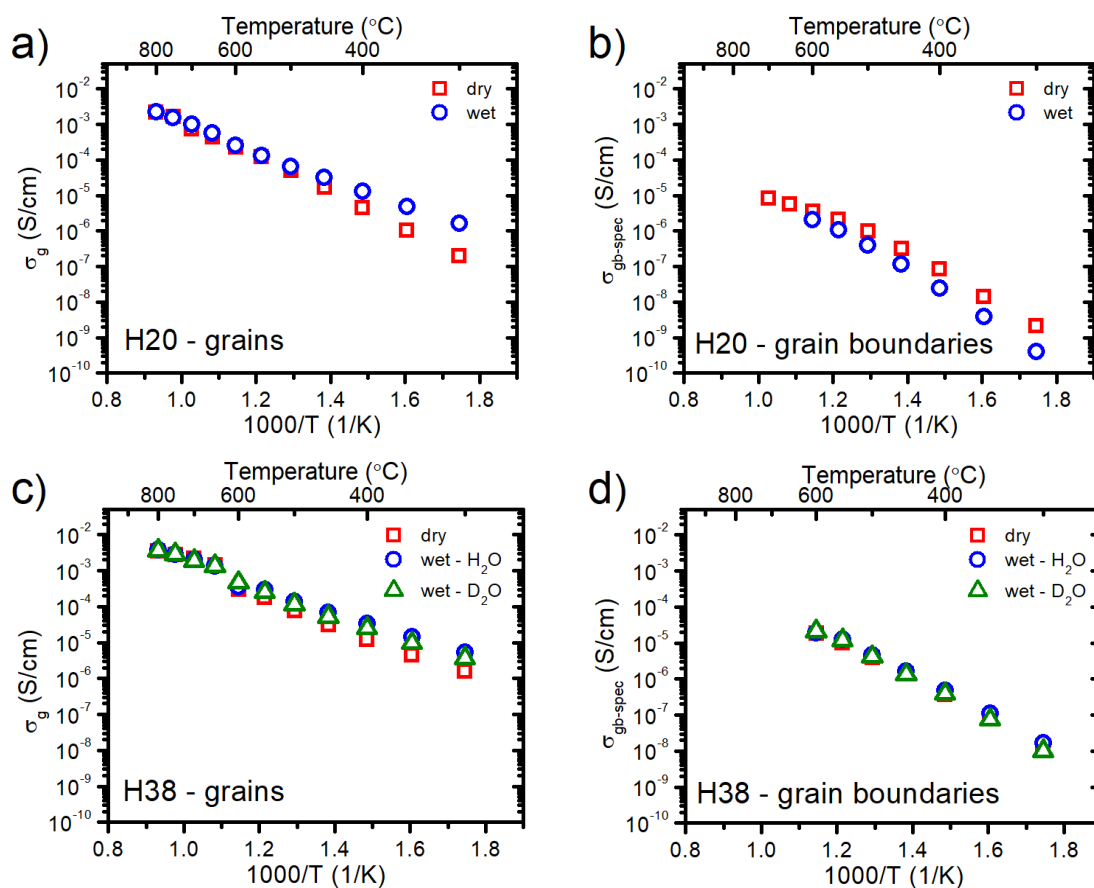 a)
Temperature (°C)
800 600 400
σg (S/cm)
10-2
10-3
10-4
10-5
10-6
10-7
10-8
10-9
10-10
dry
wet
H20 - grains
0.8 1.0 1.2 1.4 1.6 1.8
1000/T (1/K)
b)
Temperature (°C)
800 600 400
σgb-spec (S/cm)
10-2
10-3
10-4
10-5
10-6
10-7
10-8
10-9
10-10
dry
wet
H20 - grain boundaries
0.8 1.0 1.2 1.4 1.6 1.8
1000/T (1/K)
c)
Temperature (°C)
800 600 400
σg (S/cm)
10-2
10-3
10-4
10-5
10-6
10-7
10-8
10-9
10-10
dry
wet - H2O
wet - D2O
H38 - grains
0.8 1.0 1.2 1.4 1.6 1.8
1000/T (1/K)
d)
Temperature (°C)
800 600 400
σgb-spec (S/cm)
10-2
10-3
10-4
10-5
10-6
10-7
10-8
10-9
10-10
dry
wet - H2O
wet - D2O
H38 - grain boundaries
0.8 1.0 1.2 1.4 1.6 1.8
1000/T (1/K)